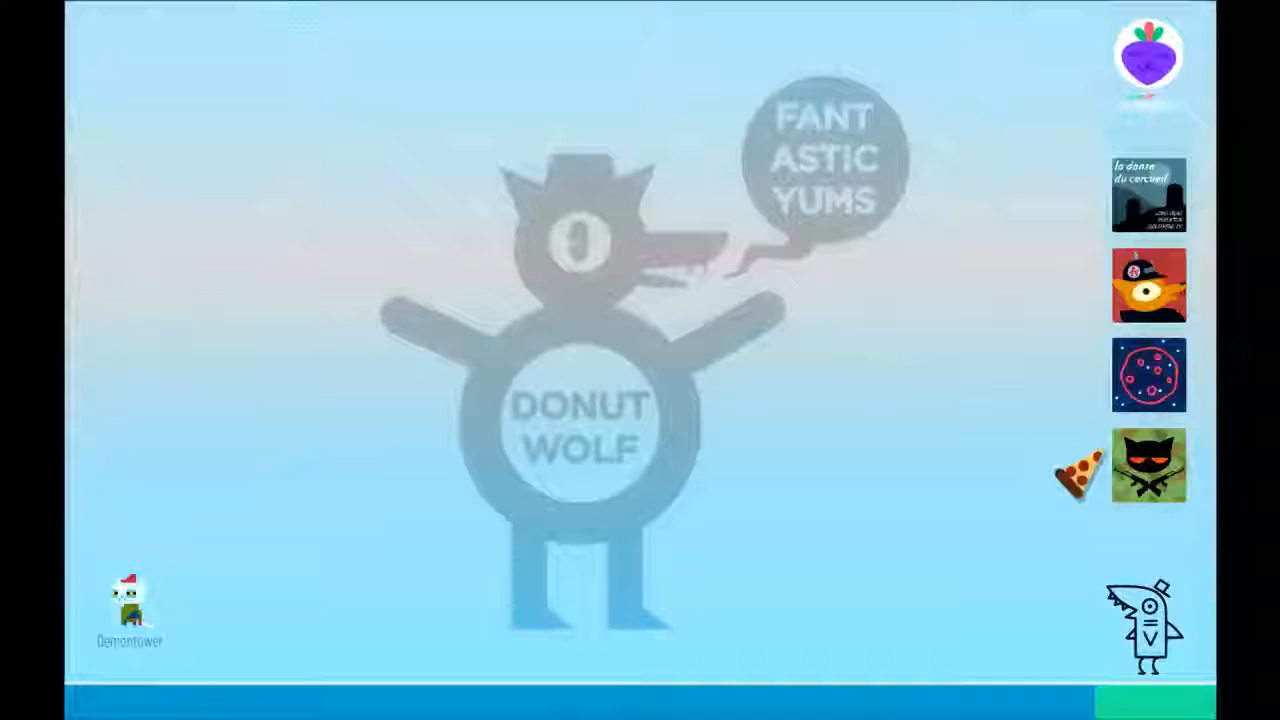 FANT
ASTIC
YUMS
DONUT
WOLF
la danse
du cercueil
Demontower